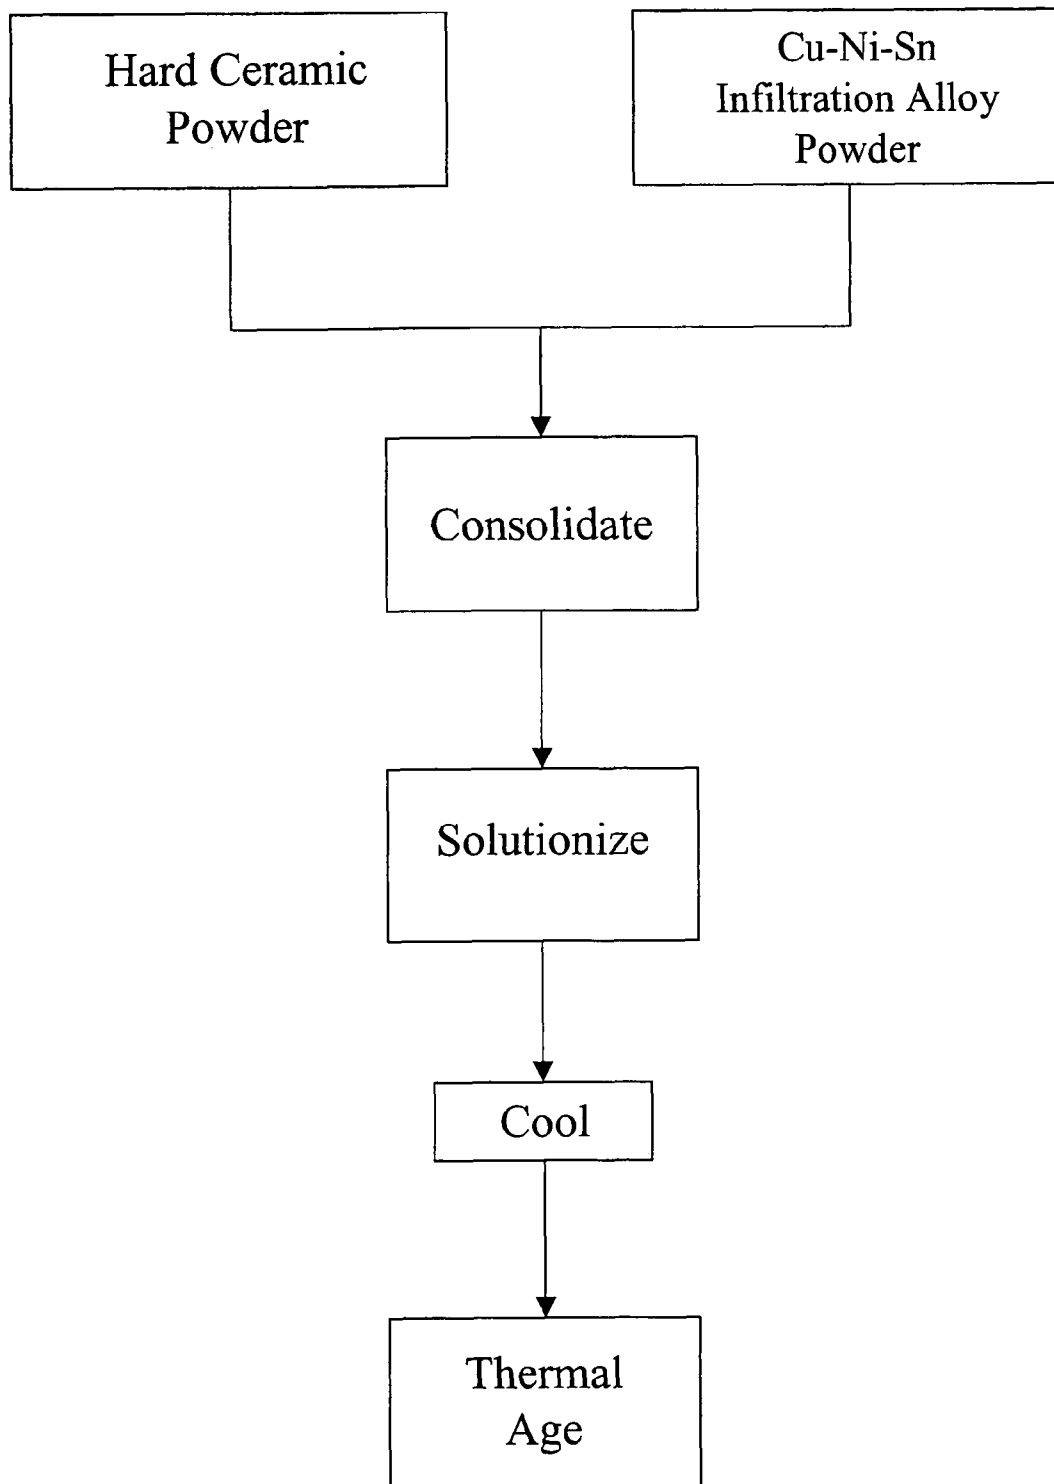 Hard Ceramic
Powder
Cu-Ni-Sn
Infiltration Alloy
Powder
Consolidate
Solutionize
Cool
Thermal
Age